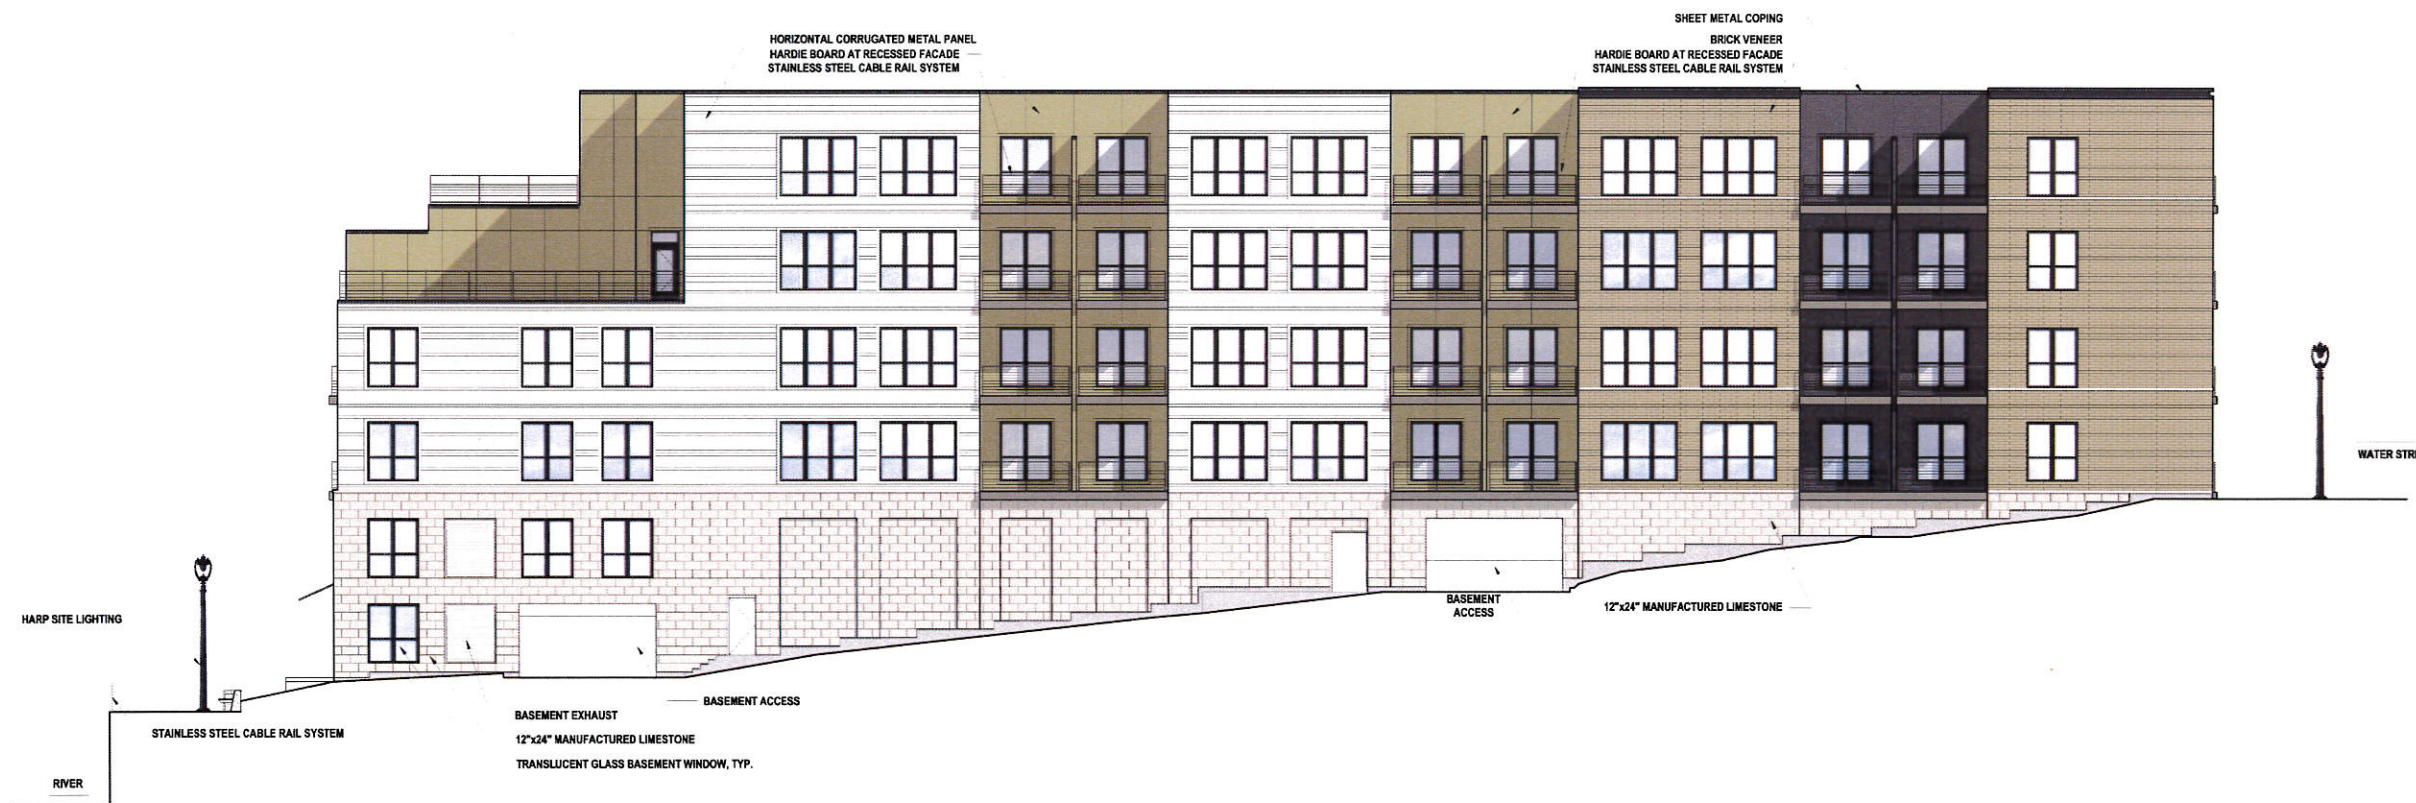 HORIZONTAL CORRUGATED METAL PANEL
HARDIE BOARD AT RECESSED FACADE
STAINLESS STEEL CABLE RAIL SYSTEM
SHEET METAL COPING
BRICK VENEER
HARDIE BOARD AT RECESSED FACADE
STAINLESS STEEL CABLE RAIL SYSTEM
WATER STR
HARP SITE LIGHTING
BASEMENT
ACCESS
12"x24" MANUFACTURED LIMESTONE
BASEMENT ACCESS
BASEMENT EXHAUST
STAINLESS STEEL CABLE RAIL SYSTEM
12"x24" MANUFACTURED LIMESTONE
TRANSLUCENT GLASS BASEMENT WINDOW, TYP.
RIVER